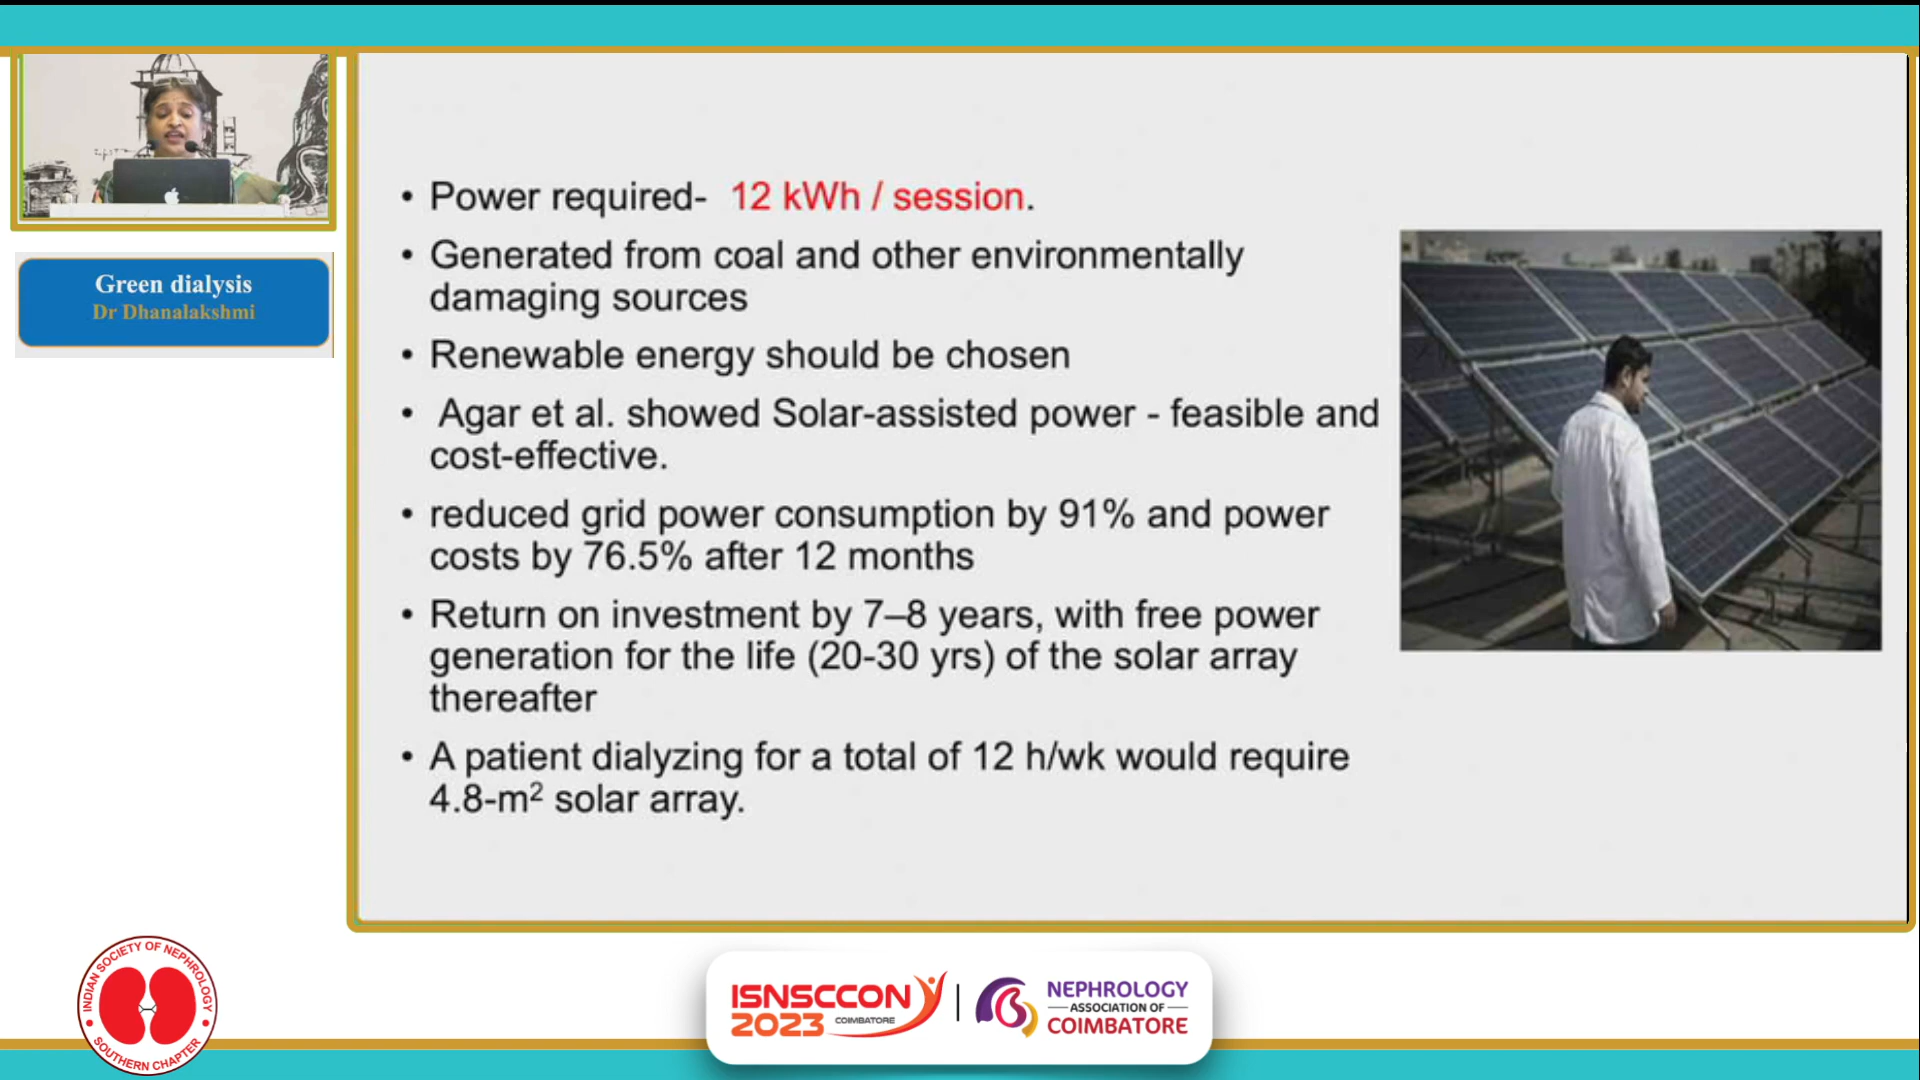 Green dialysis
Dr Dhanalakshmi
• Power required-  12 kWh / session.
• Generated from coal and other environmentally
damaging sources
• Renewable energy should be chosen
•  Agar et al. showed Solar-assisted power - feasible and
cost-effective.
• reduced grid power consumption by 91% and power
costs by 76.5% after 12 months
• Return on investment by 7–8 years, with free power
generation for the life (20-30 yrs) of the solar array
thereafter
• A patient dialyzing for a total of 12 h/wk would require
4.8-m² solar array.
INDIAN SOCIETY OF NEPHROLOGY
• SOUTHERN CHAPTER •
ISNSCCON
2023 COIMBATORE
NEPHROLOGY
ASSOCIATION OF
COIMBATORE